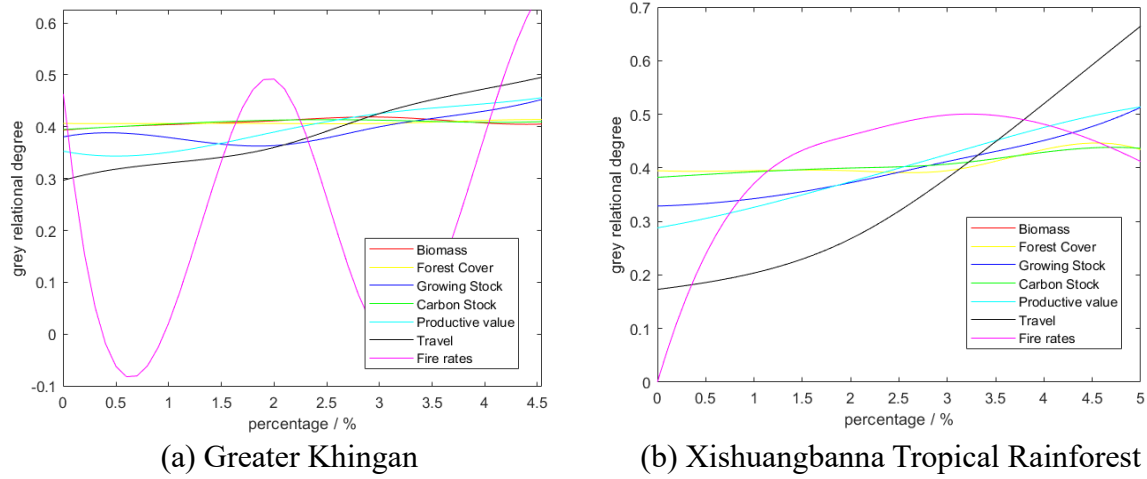 0.6
0.5
0.4
0.3
0.2
0.1
0
-0.1
grey relational degree
0 0.5 1 1.5 2 2.5 3 3.5 4 4.5
percentage / %
Biomass
Forest Cover
Growing Stock
Carbon Stock
Productive value
Travel
Fire rates
(a) Greater Khingan
0.7
0.6
0.5
0.4
0.3
0.2
0.1
0
grey relational degree
0 0.5 1 1.5 2 2.5 3 3.5 4 4.5 5
percentage / %
Biomass
Forest Cover
Growing Stock
Carbon Stock
Productive value
Travel
Fire rates
(b) Xishuangbanna Tropical Rainforest